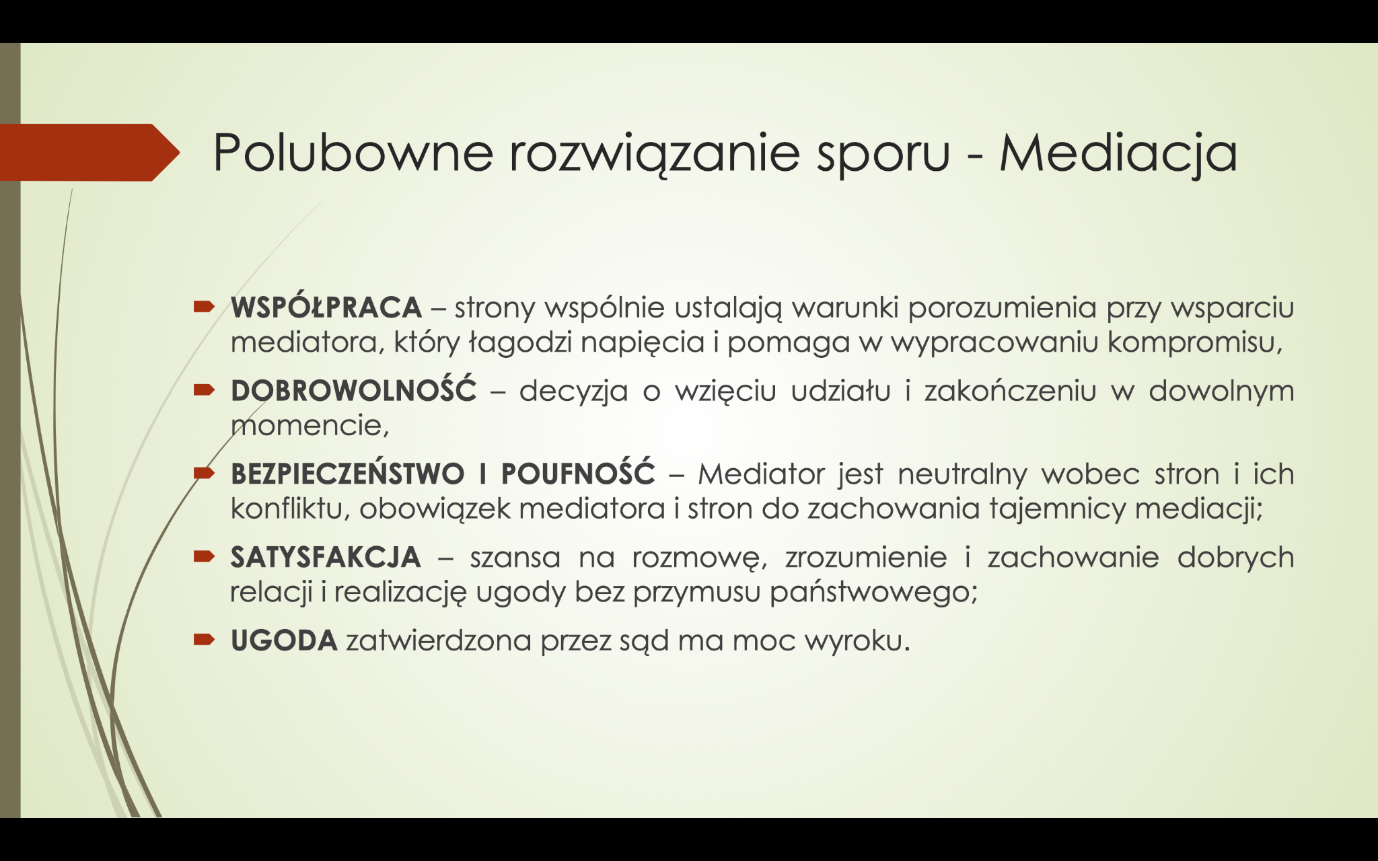 Polubowne rozwiązanie sporu - Mediacja
WSPÓŁPRACA – strony wspólnie ustalają warunki porozumienia przy wsparciu
mediatora, który łagodzi napięcia i pomaga w wypracowaniu kompromisu,
DOBROWOLNOŚĆ – decyzja o wzięciu udziału i zakończeniu w dowolnym
momencie,
BEZPIECZEŃSTWO I POUFNOŚĆ – Mediator jest neutralny wobec stron i ich
konfliktu, obowiązek mediatora i stron do zachowania tajemnicy mediacji;
SATYSFAKCJA – szansa na rozmowę, zrozumienie i zachowanie dobrych
relacji i realizację ugody bez przymusu państwowego;
UGODA zatwierdzona przez sąd ma moc wyroku.